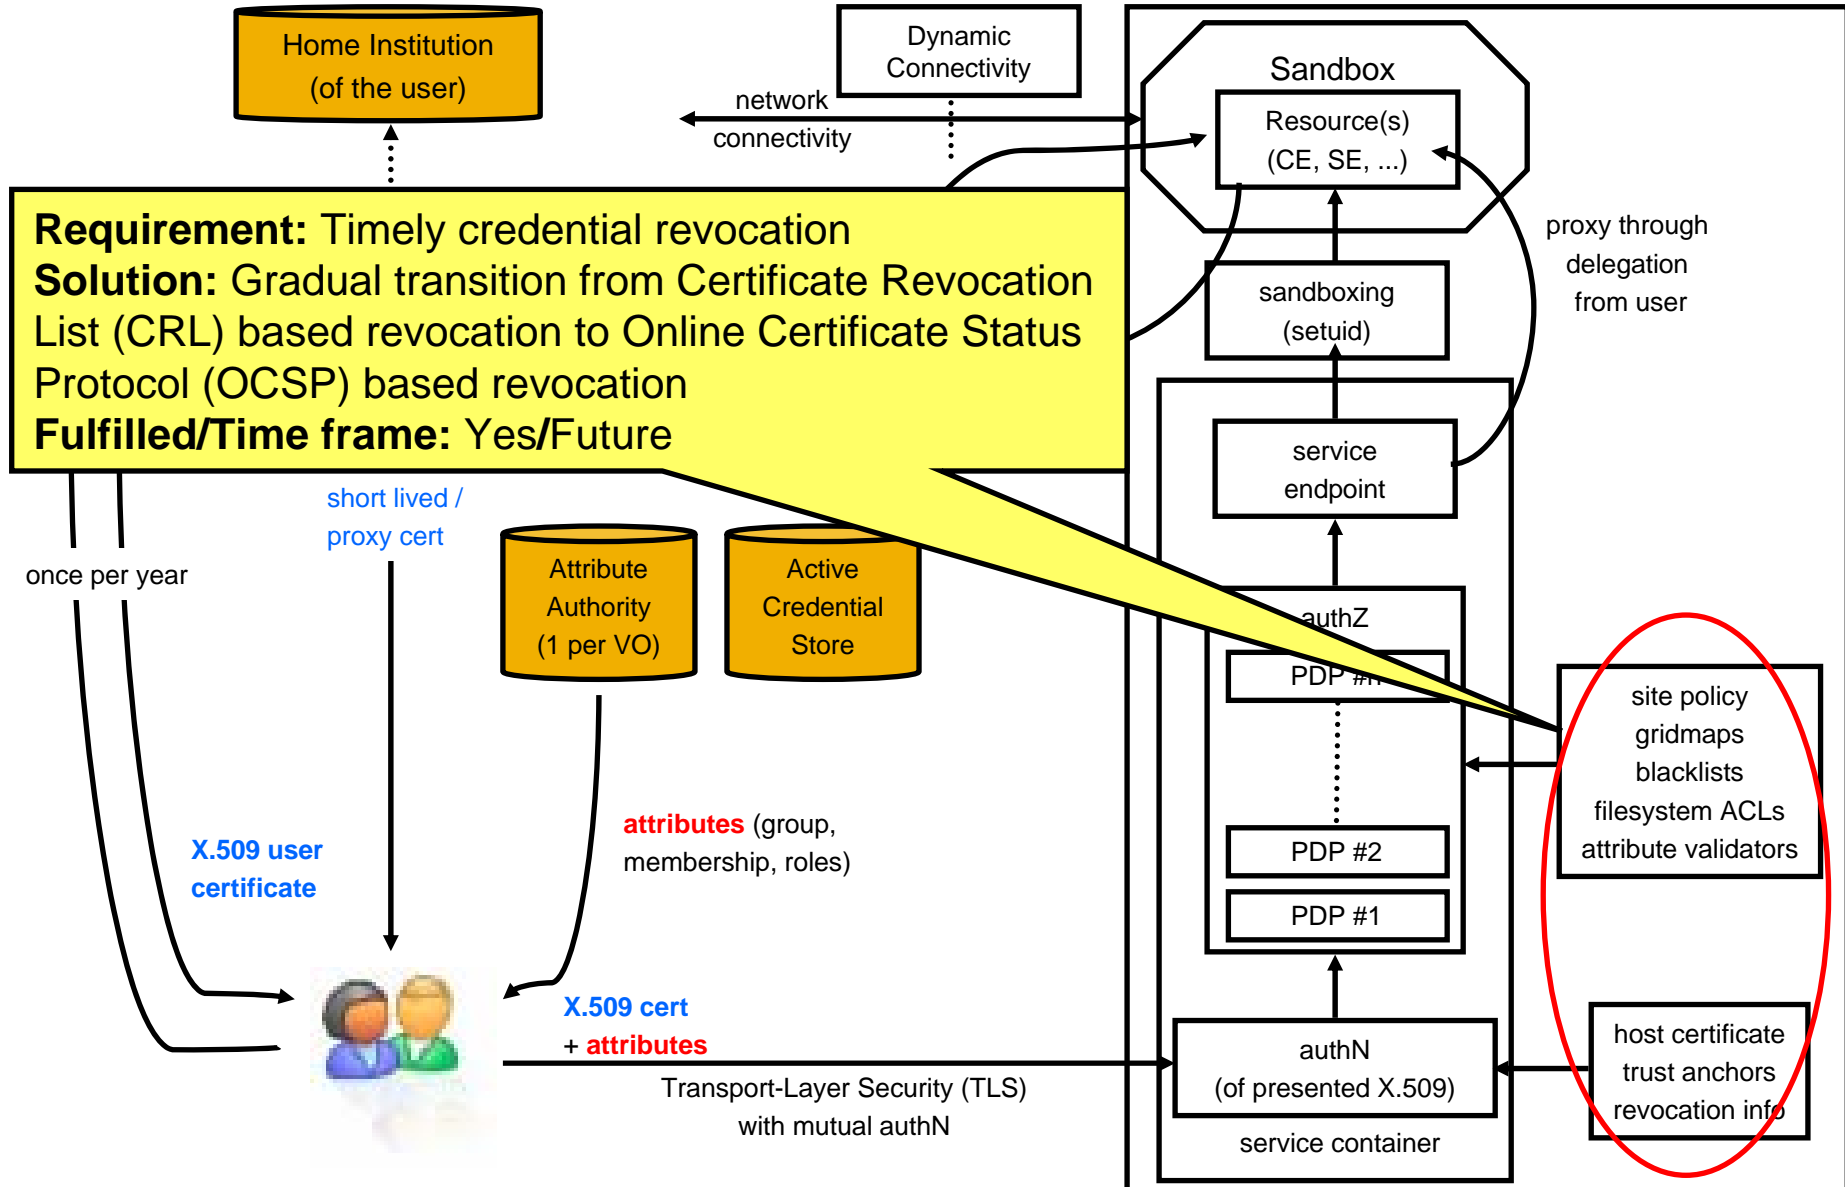 Home Institution
(of the user)
Dynamic
Connectivity
network
connectivity
Sandbox
Resource(s)
(CE, SE, ...)
proxy through
delegation
from user
Requirement: Timely credential revocation
Solution: Gradual transition from Certificate Revocation
List (CRL) based revocation to Online Certificate Status
Protocol (OCSP) based revocation
Fulfilled/Time frame: Yes/Future
sandboxing
(setuid)
service
endpoint
short lived /
proxy cert
once per year
Attribute
Authority
(1 per VO)
Active
Credential
Store
authZ
PDP #n
PDP #2
PDP #1
site policy
gridmaps
blacklists
filesystem ACLs
attribute validators
attributes (group,
membership, roles)
X.509 user
certificate
X.509 cert
+ attributes
Transport-Layer Security (TLS)
with mutual authN
authN
(of presented X.509)
service container
host certificate
trust anchors
revocation info